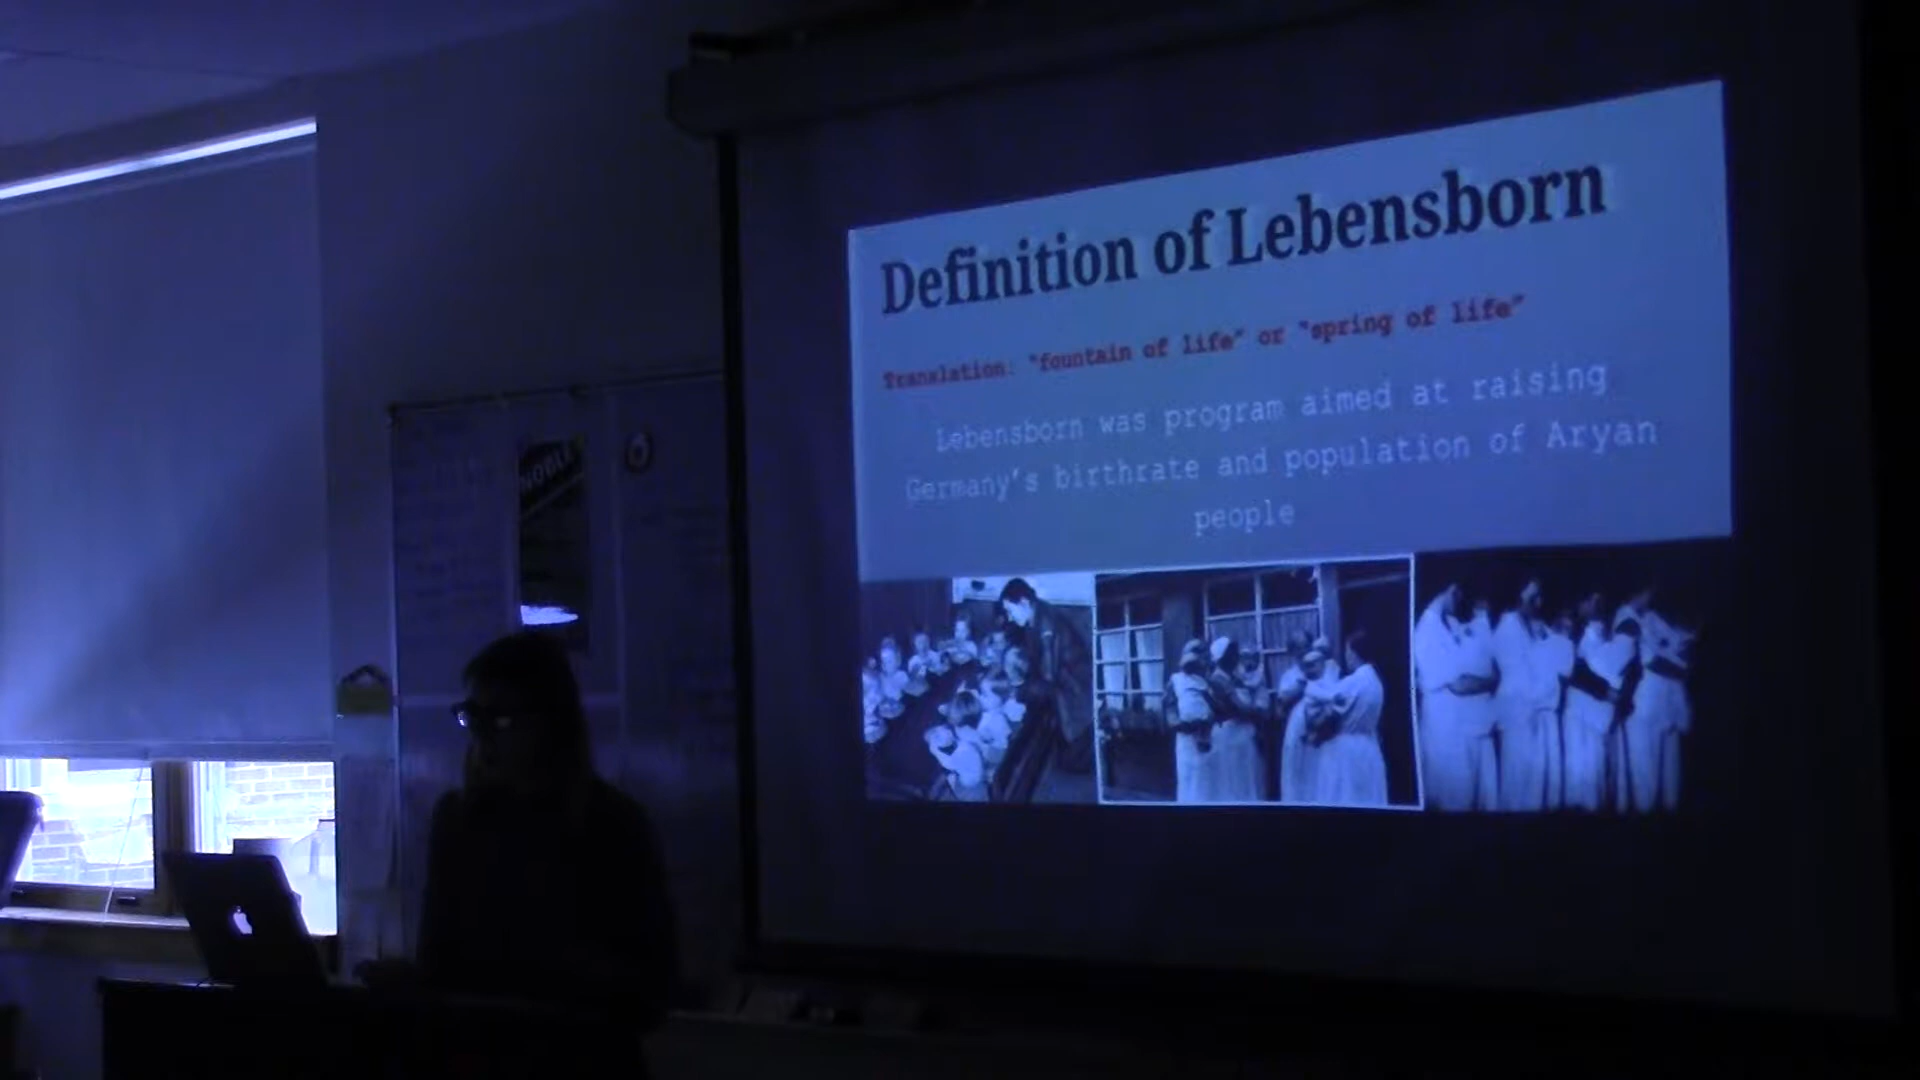 Definition of Lebensborn
Translation: "fountain of life" or "spring of life"
Lebensborn was program aimed at raising
Germany's birthrate and population of Aryan
people
NOBLE